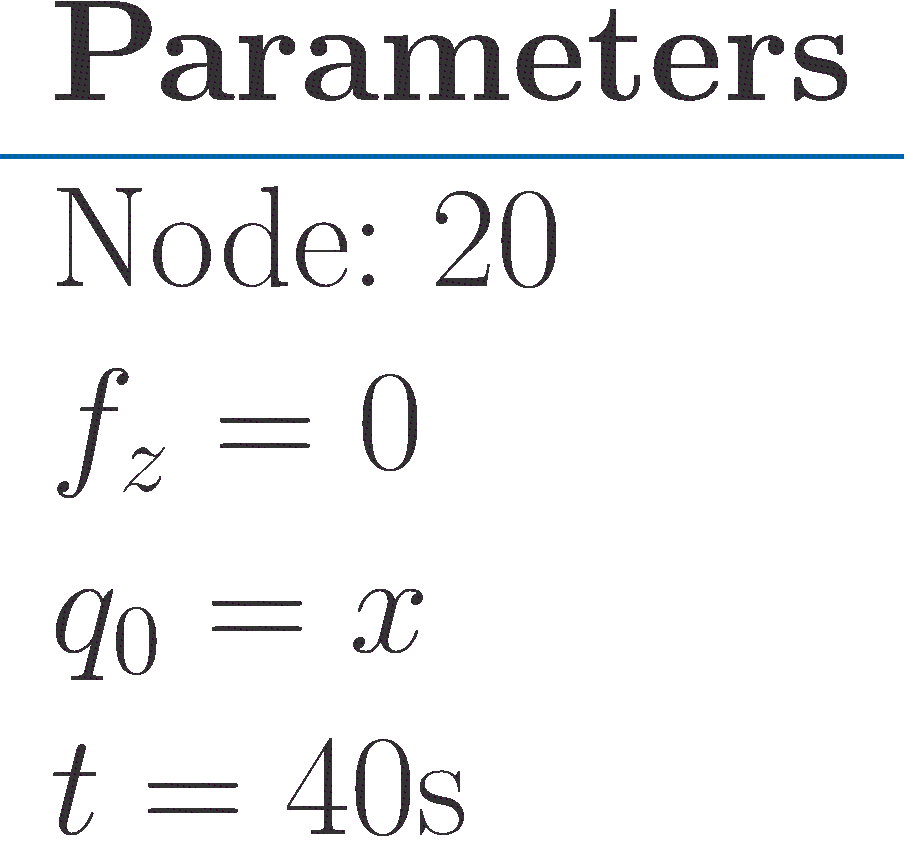 Parameters
Node: 20
f_z = 0
q_0 = x
t = 40s